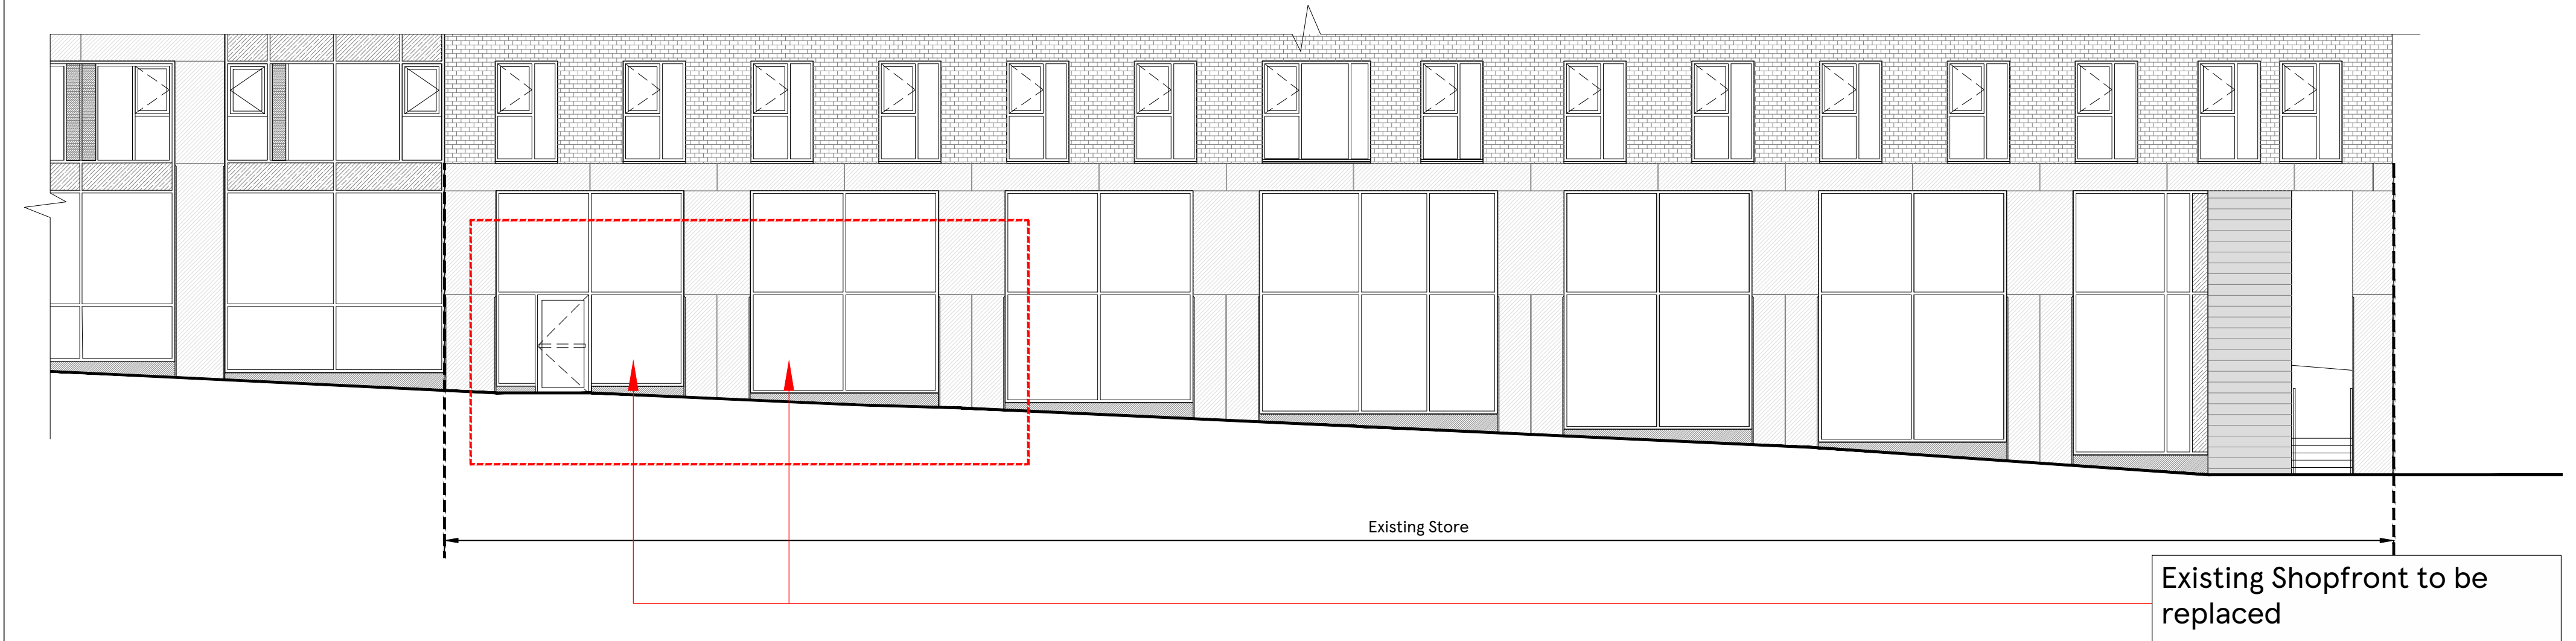 Existing Store
Existing Shopfront to be
replaced